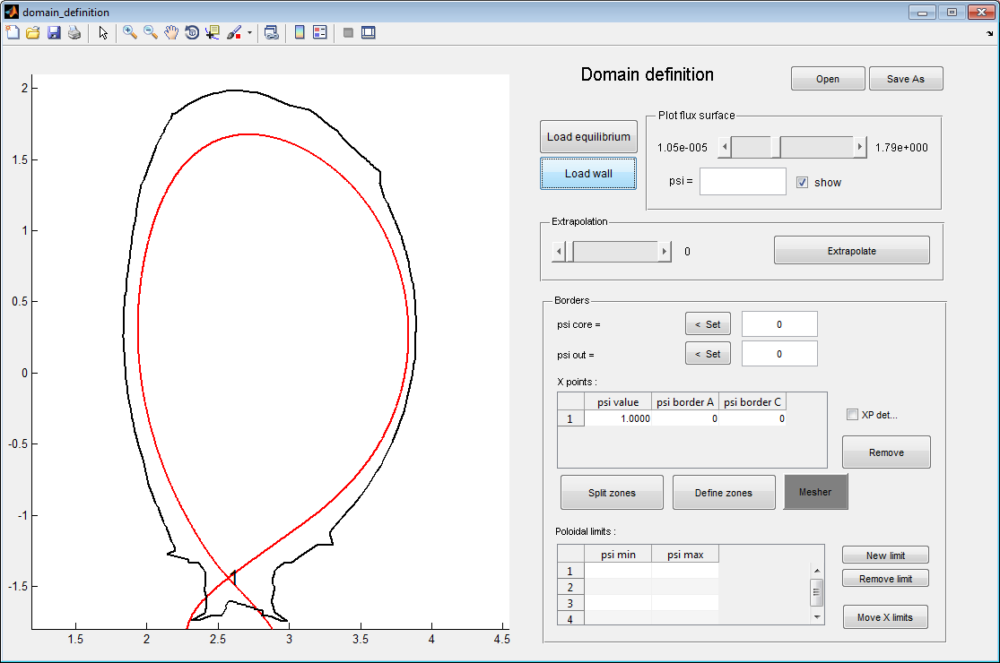 domain_definition
Domain definition
Open
Save As
Load equilibrium
Load wall
Plot flux surface
1.05e-005
1.79e+000
psi =
show
Extrapolation
0
Extrapolate
Borders
psi core =
< Set
0
psi out =
< Set
0
X points :
psi value psi border A psi border C
1 1.0000 0 0
XP det...
Remove
Split zones
Define zones
Mesher
Poloidal limits :
psi min psi max
1
2
3
4
New limit
Remove limit
Move X limits
2
1.5
1
0.5
0
-0.5
-1
-1.5
1.5 2 2.5 3 3.5 4 4.5
1